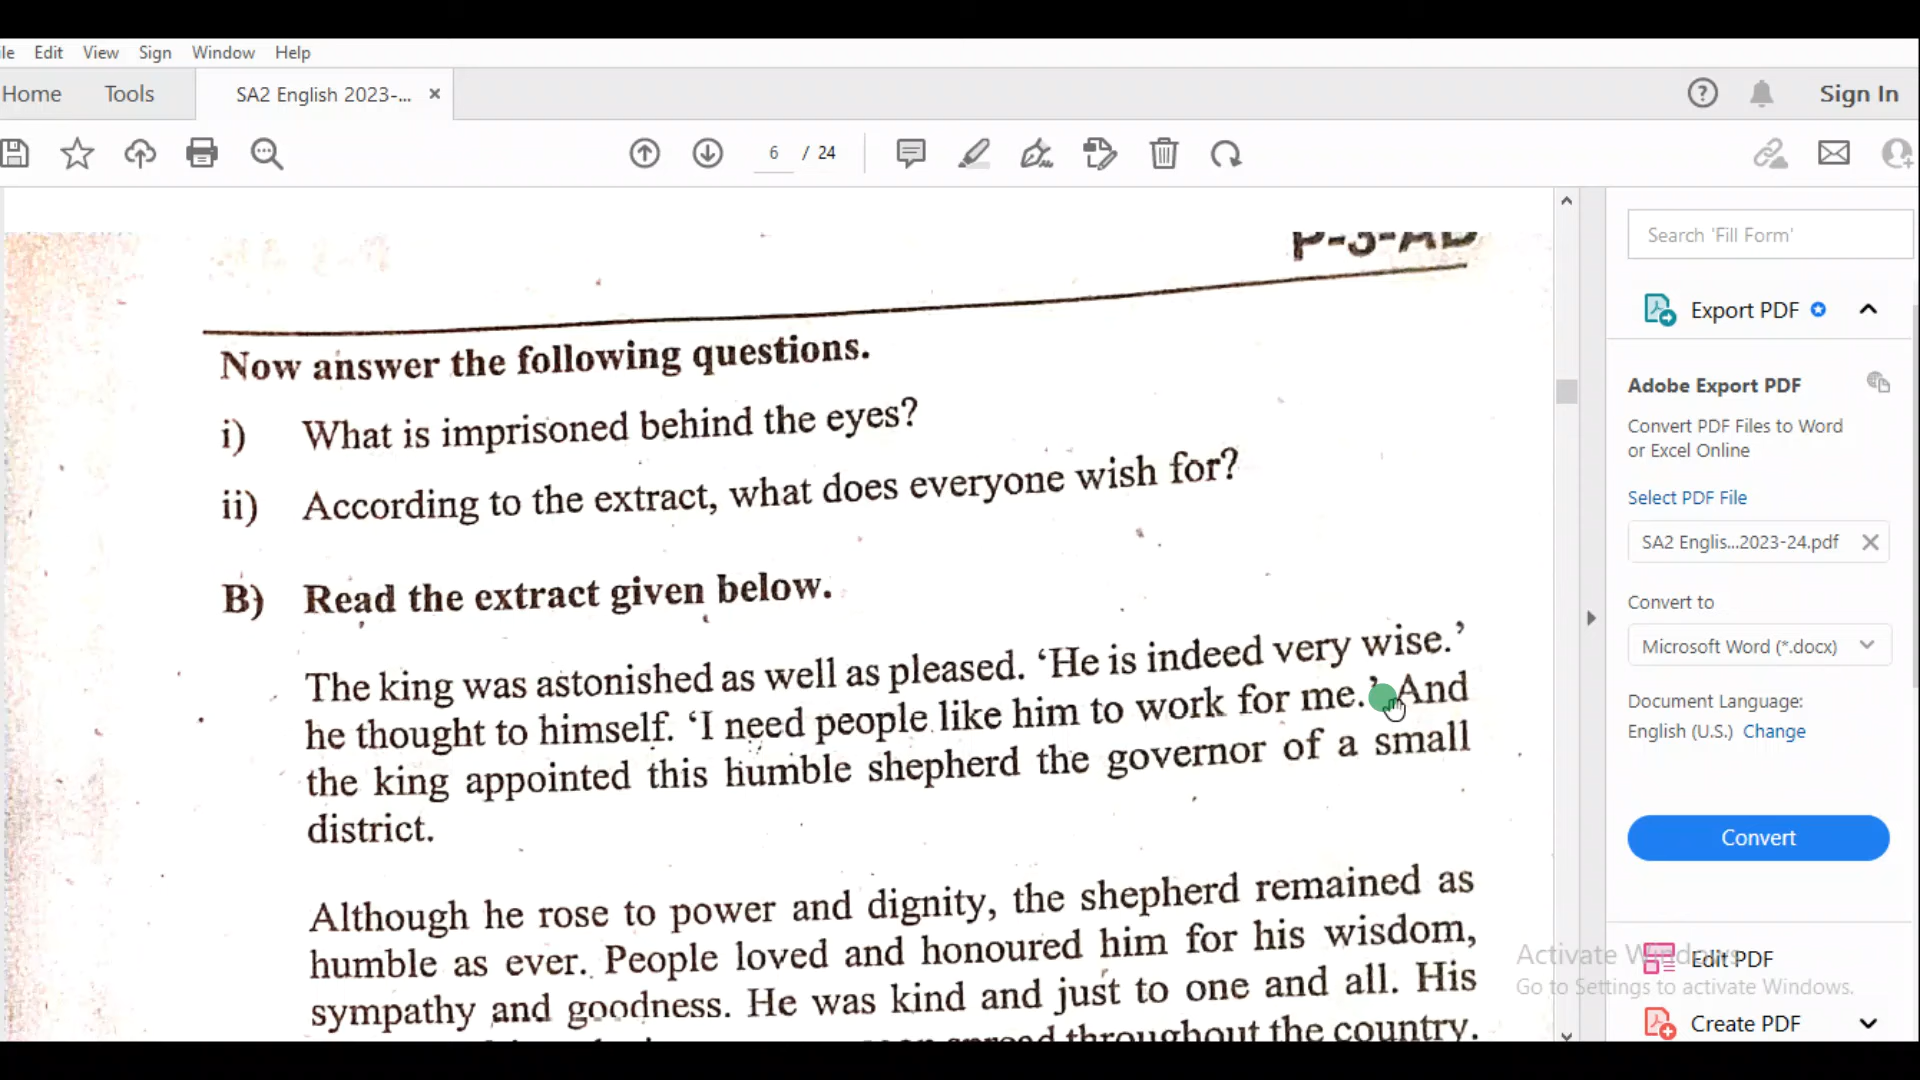 ile Edit View Sign Window Help
Home Tools SA2 English 2023-... × Sign In
6 / 24
P-3-AB
Search 'Fill Form'
Export PDF
Adobe Export PDF
Convert PDF Files to Word
or Excel Online
Select PDF File
SA2 Englis...2023-24.pdf
Convert to
Microsoft Word (*.docx)
Document Language:
English (U.S.) Change
Convert
Edit PDF
Create PDF
Activate Windows
Go to Settings to activate Windows.
Now answer the following questions.
i) What is imprisoned behind the eyes?
ii) According to the extract, what does everyone wish for?
B) Read the extract given below.
The king was astonished as well as pleased. ‘He is indeed very wise.’
he thought to himself. ‘I need people like him to work for me.’ And
the king appointed this humble shepherd the governor of a small
district.
Although he rose to power and dignity, the shepherd remained as
humble as ever. People loved and honoured him for his wisdom,
sympathy and goodness. He was kind and just to one and all. His
spread throughout the country.